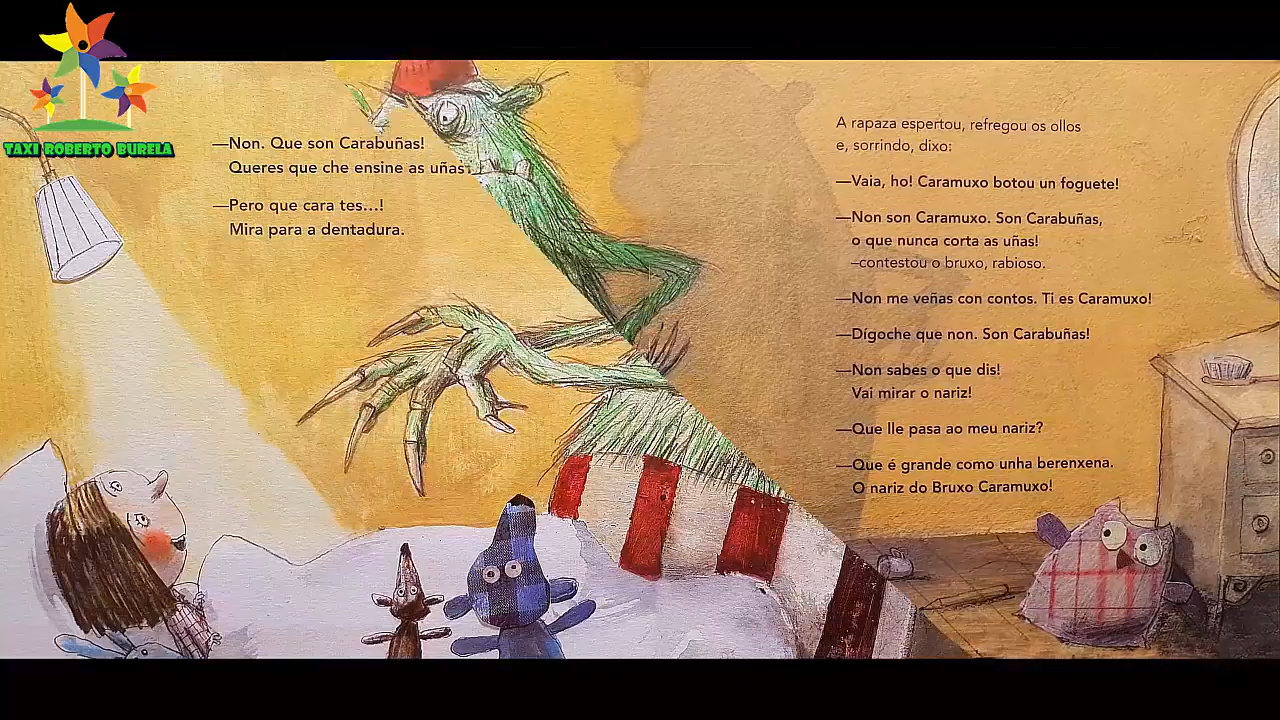 TAXI ROBERTO BURELA
—Non. Que son Carabuñas!
Queres que che ensine as uñas?
—Pero que cara tes...!
Mira para a dentadura.
A rapaza espertou, refregou os ollos
e, sorrindo, dixo:
—Vaia, ho! Caramuxo botou un foguete!
—Non son Caramuxo. Son Carabuñas,
o que nunca corta as uñas!
–contestou o bruxo, rabioso.
—Non me veñas con contos. Ti es Caramuxo!
—Dígoche que non. Son Carabuñas!
—Non sabes o que dis!
Vai mirar o nariz!
—Que lle pasa ao meu nariz?
—Que é grande como unha berenxena.
O nariz do Bruxo Caramuxo!